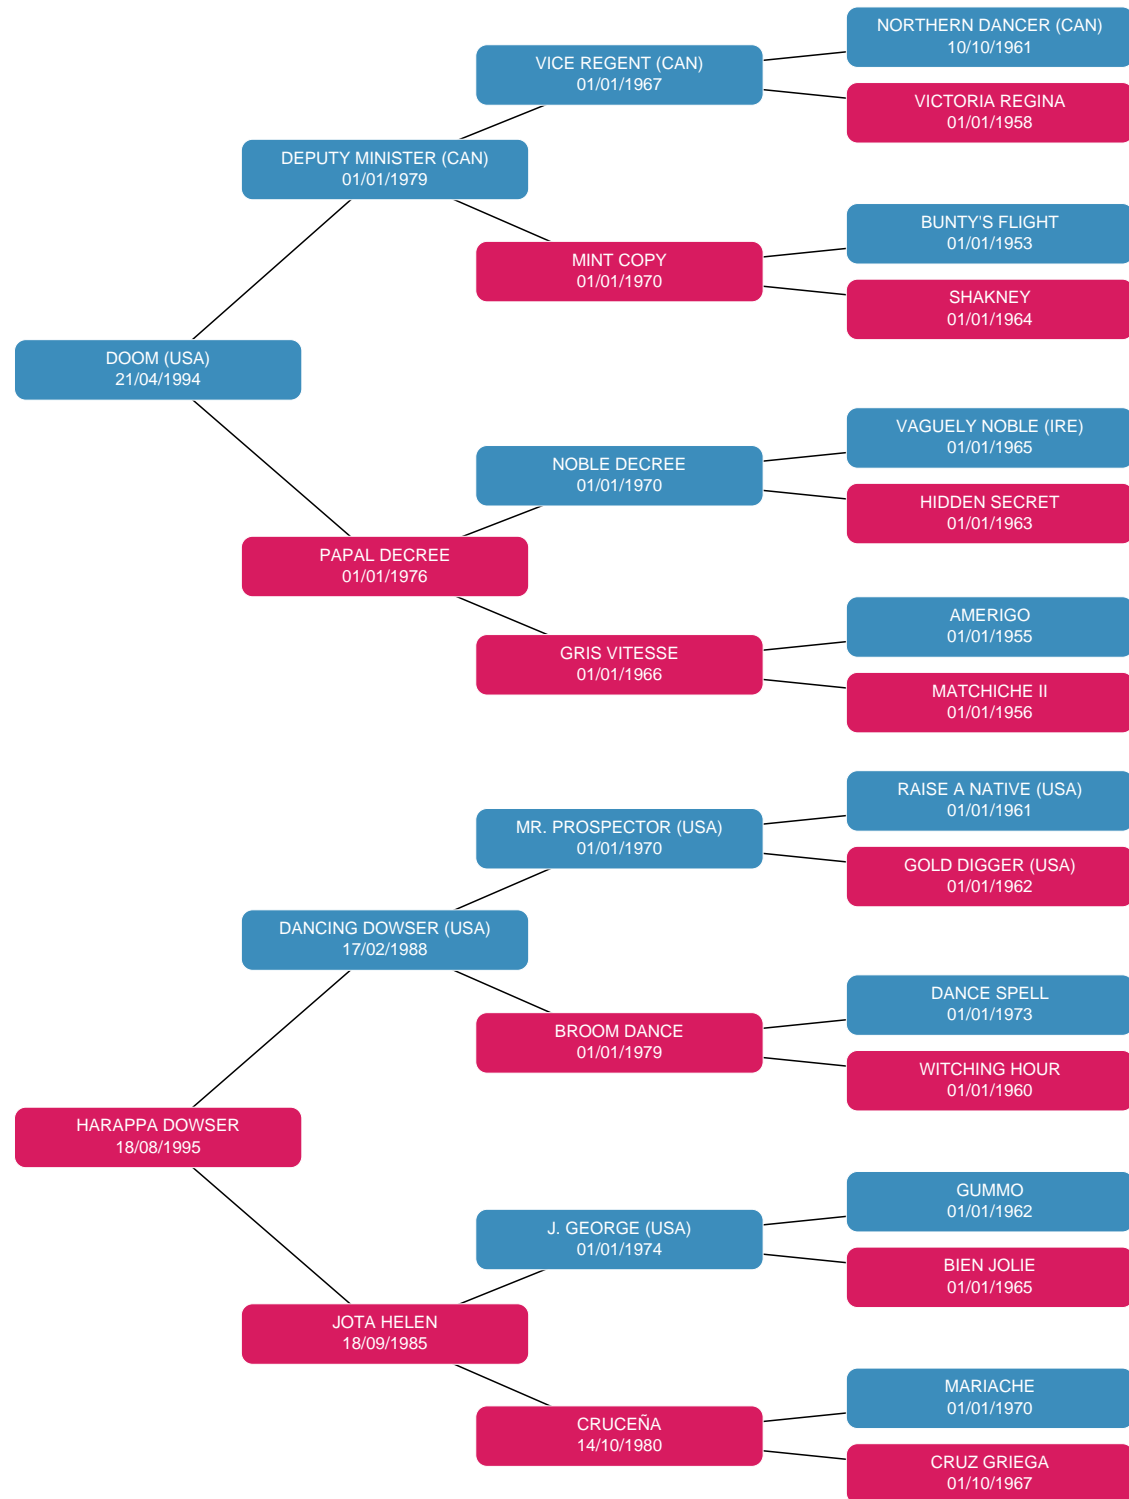 NORTHERN DANCER (CAN)
10/10/1961
VICE REGENT (CAN)
01/01/1967
VICTORIA REGINA
01/01/1958
DEPUTY MINISTER (CAN)
01/01/1979
BUNTY'S FLIGHT
01/01/1953
MINT COPY
01/01/1970
SHAKNEY
01/01/1964
DOOM (USA)
21/04/1994
VAGUELY NOBLE (IRE)
01/01/1965
NOBLE DECREE
01/01/1970
HIDDEN SECRET
01/01/1963
PAPAL DECREE
01/01/1976
AMERIGO
01/01/1955
GRIS VITESSE
01/01/1966
MATCHICHE II
01/01/1956
RAISE A NATIVE (USA)
01/01/1961
MR. PROSPECTOR (USA)
01/01/1970
GOLD DIGGER (USA)
01/01/1962
DANCING DOWSER (USA)
17/02/1988
DANCE SPELL
01/01/1973
BROOM DANCE
01/01/1979
WITCHING HOUR
01/01/1960
HARAPPA DOWSER
18/08/1995
GUMMO
01/01/1962
J. GEORGE (USA)
01/01/1974
BIEN JOLIE
01/01/1965
JOTA HELEN
18/09/1985
MARIACHE
01/01/1970
CRUCEÑA
14/10/1980
CRUZ GRIEGA
01/10/1967